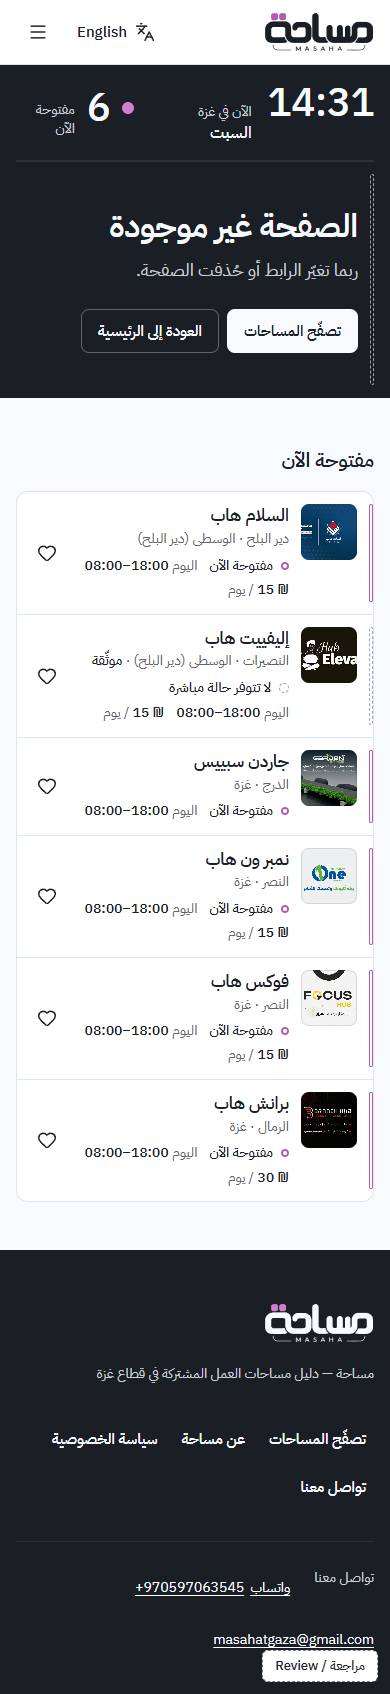 مساحة
MASAHA
English
14:31
الآن في غزة
السبت
6
مفتوحة
الآن
الصفحة غير موجودة
ربما تغيّر الرابط أو حُذفت الصفحة.
تصفّح المساحات
العودة إلى الرئيسية
مفتوحة الآن
السلام هاب
دير البلح · الوسطى (دير البلح)
مفتوحة الآن اليوم 08:00–18:00
₪ 15 / يوم
Hub
Eleva
إليفييت هاب
النصيرات · الوسطى (دير البلح) · موثّقة
لا تتوفر حالة مباشرة
اليوم 08:00–18:00 ₪ 15 / يوم
جاردن سبييس
الدرج · غزة
مفتوحة الآن اليوم 08:00–18:00
One
نمبر ون هاب
النصر · غزة
مفتوحة الآن اليوم 08:00–18:00
₪ 15 / يوم
FOCUS
HUB
فوكس هاب
النصر · غزة
مفتوحة الآن اليوم 08:00–18:00
₪ 15 / يوم
برانش هاب
الرمال · غزة
مفتوحة الآن اليوم 08:00–18:00
₪ 30 / يوم
مساحة
MASAHA
مساحة — دليل مساحات العمل المشتركة في قطاع غزة
تصفّح المساحات
عن مساحة
سياسة الخصوصية
تواصل معنا
تواصل معنا
واتساب +970597063545
masahatgaza@gmail.com
مراجعة / Review